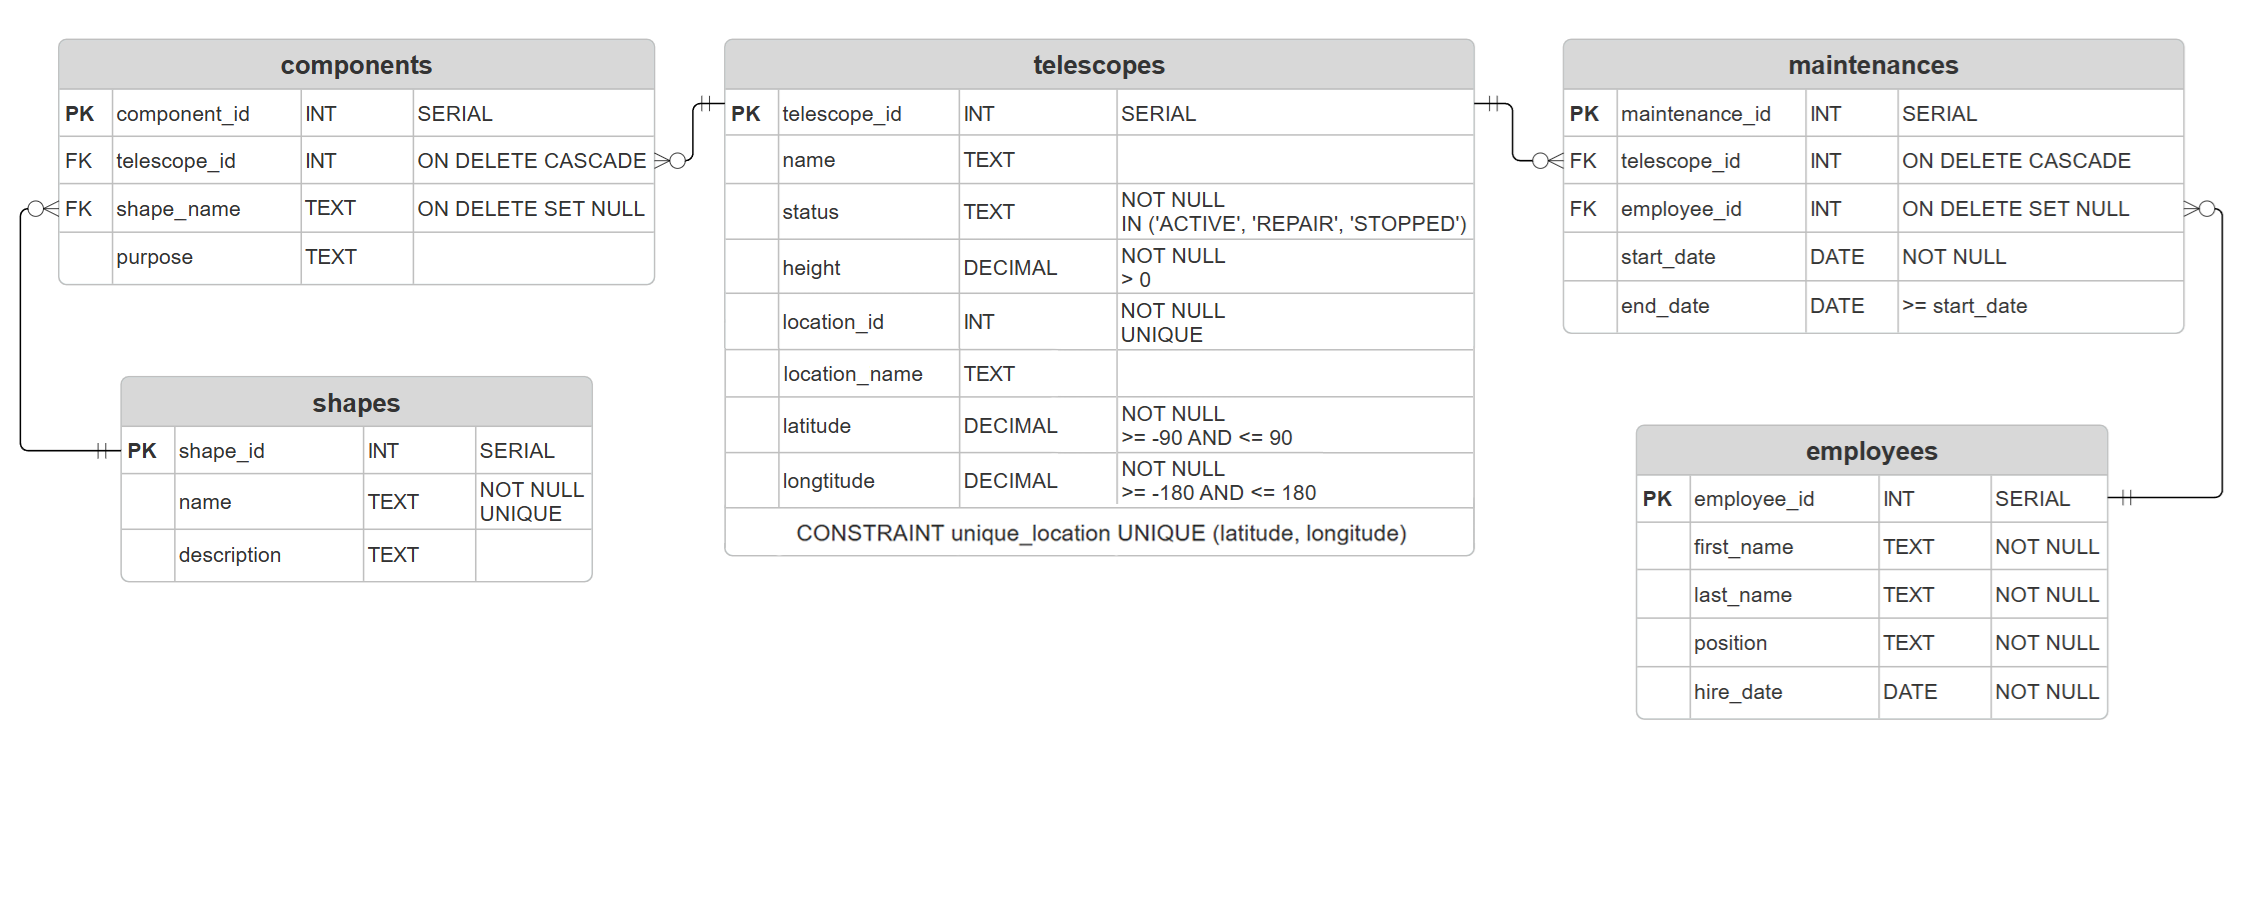 components
PK component_id INT SERIAL
FK telescope_id INT ON DELETE CASCADE
FK shape_name TEXT ON DELETE SET NULL
purpose TEXT
shapes
PK shape_id INT SERIAL
name TEXT NOT NULL
UNIQUE
description TEXT
telescopes
PK telescope_id INT SERIAL
name TEXT
status TEXT NOT NULL
IN ('ACTIVE', 'REPAIR', 'STOPPED')
height DECIMAL NOT NULL
> 0
location_id INT NOT NULL
UNIQUE
location_name TEXT
latitude DECIMAL NOT NULL
>= -90 AND <= 90
longtitude DECIMAL NOT NULL
>= -180 AND <= 180
CONSTRAINT unique_location UNIQUE (latitude, longitude)
maintenances
PK maintenance_id INT SERIAL
FK telescope_id INT ON DELETE CASCADE
FK employee_id INT ON DELETE SET NULL
start_date DATE NOT NULL
end_date DATE >= start_date
employees
PK employee_id INT SERIAL
first_name TEXT NOT NULL
last_name TEXT NOT NULL
position TEXT NOT NULL
hire_date DATE NOT NULL